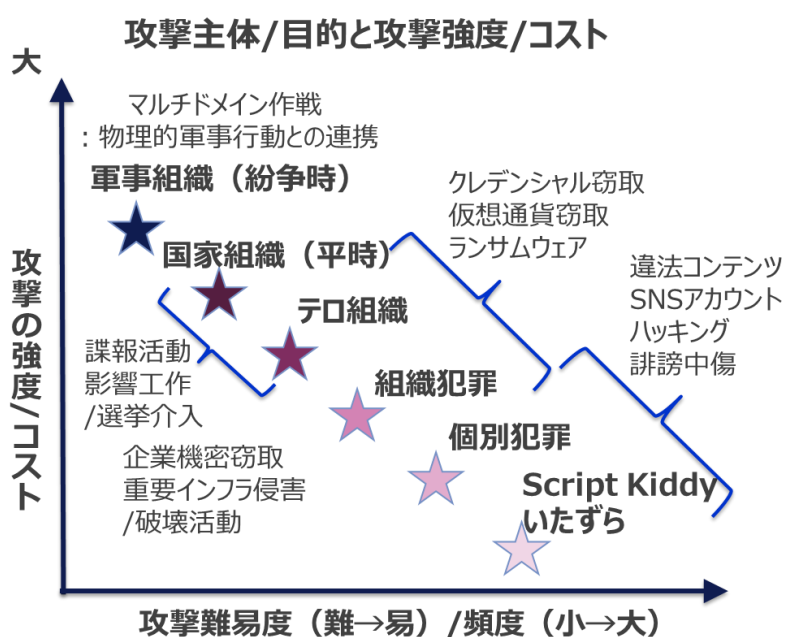 攻撃主体/目的と攻撃強度/コスト
大
マルチドメイン作戦
：物理的軍事行動との連携
軍事組織（紛争時）
クレデンシャル窃取
仮想通貨窃取
ランサムウェア
国家組織（平時）
違法コンテンツ
SNSアカウント
ハッキング
誹謗中傷
テロ組織
諜報活動
影響工作
/選挙介入
組織犯罪
個別犯罪
企業機密窃取
重要インフラ侵害
/破壊活動
Script Kiddy
いたずら
攻撃の強度/コスト
攻撃難易度（難→易）/頻度（小→大）